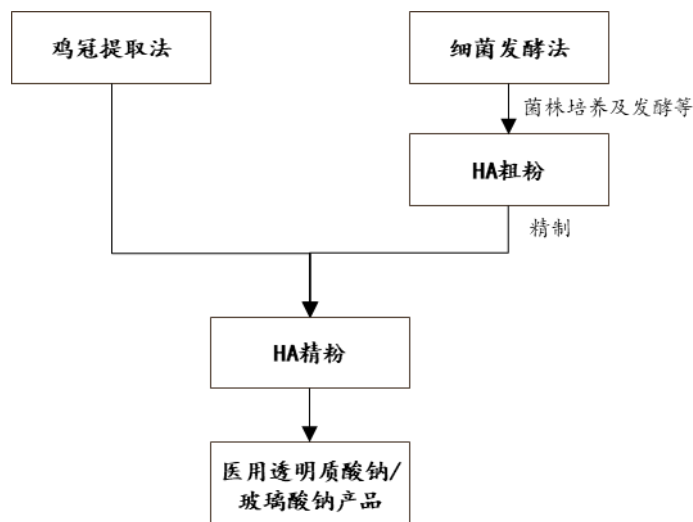 鸡冠提取法
细菌发酵法
菌株培养及发酵等
HA粗粉
精制
HA精粉
医用透明质酸钠/
玻璃酸钠产品